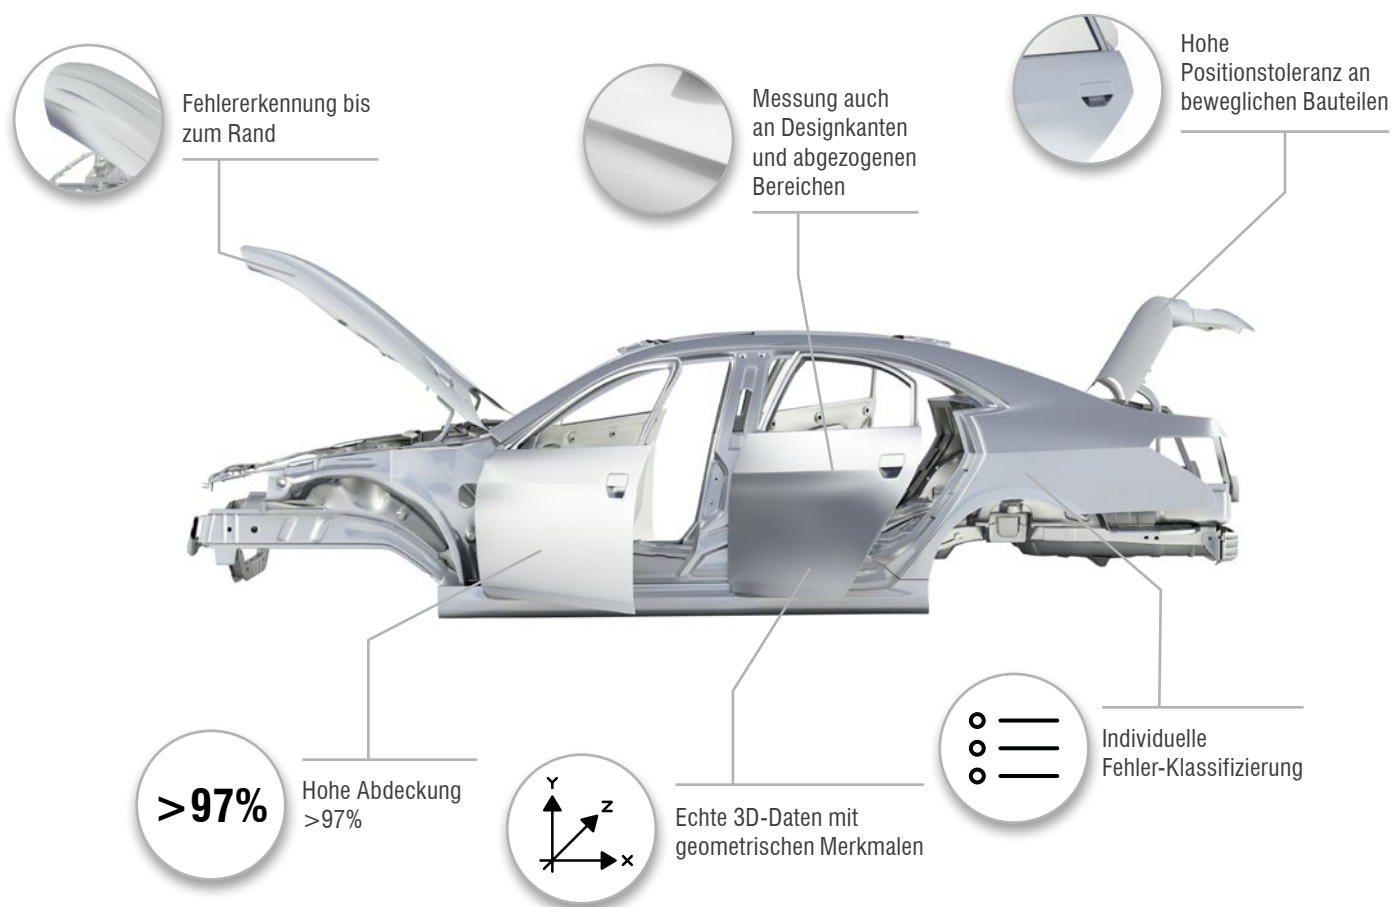 Fehlererkennung bis
zum Rand
Messung auch
an Designkanten
und abgezogenen
Bereichen
Hohe
Positionstoleranz an
beweglichen Bauteilen
>97%
Hohe Abdeckung
>97%
Y
Z
X
Echte 3D-Daten mit
geometrischen Merkmalen
Individuelle
Fehler-Klassifizierung